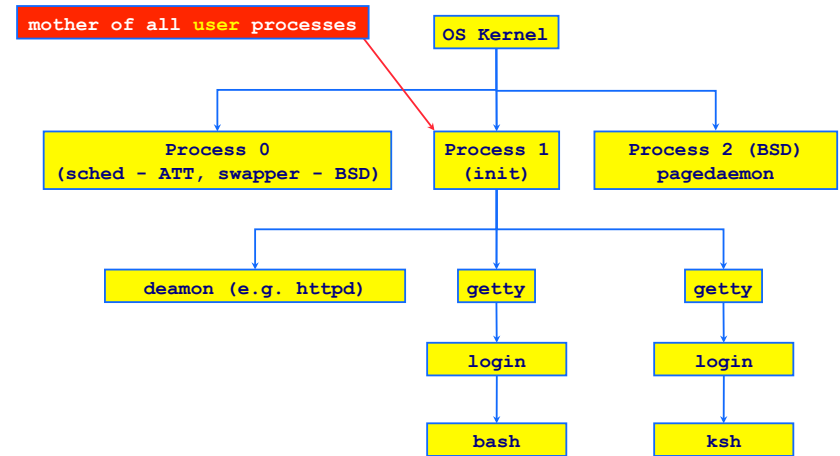 mother of all user processes
OS Kernel
Process 0
(sched - ATT, swapper - BSD)
Process 1
(init)
Process 2 (BSD)
pagedaemon
deamon (e.g. httpd)
getty
getty
login
login
bash
ksh